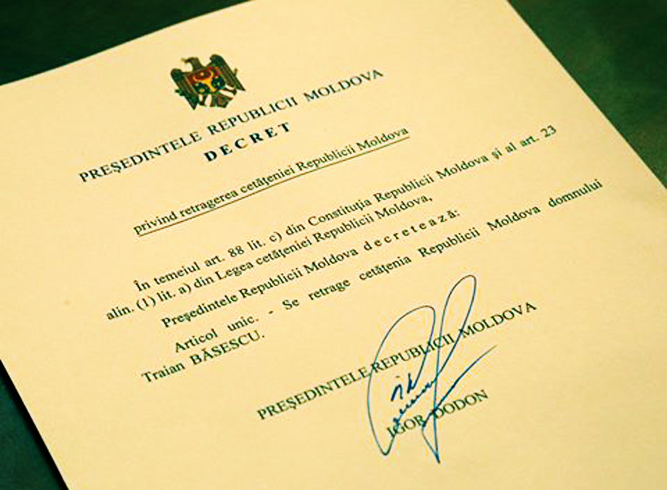 PREŞEDINTELE REPUBLICII MOLDOVA
DECRET
privind retragerea cetăţeniei Republicii Moldova
În temeiul art. 88 lit. c) din Constituţia Republicii Moldova şi al art. 23
alin. (1) lit. a) din Legea cetăţeniei Republicii Moldova,
Preşedintele Republicii Moldova decretează:
Articol unic. - Se retrage cetăţenia Republicii Moldova domnului
Traian BĂSESCU.
PREŞEDINTELE REPUBLICII MOLDOVA
IGOR DODON